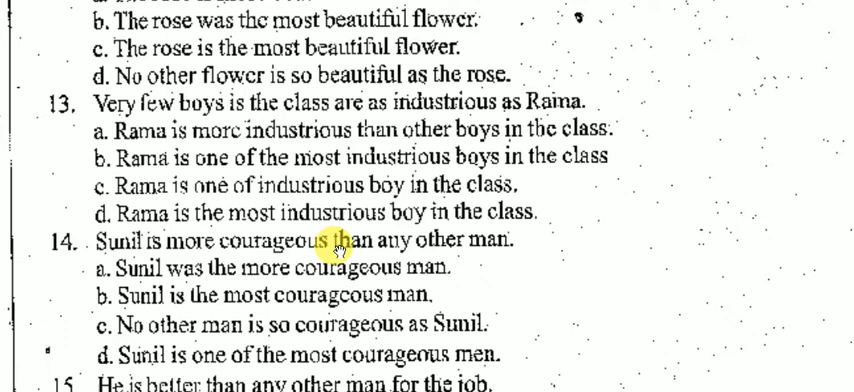 b. The rose was the most beautiful flower.
c. The rose is the most beautiful flower.
d. No other flower is so beautiful as the rose.
13. Very few boys is the class are as industrious as Rama.
a. Rama is more industrious than other boys in the class.
b. Rama is one of the most industrious boys in the class
c. Rama is one of industrious boy in the class.
d. Rama is the most industrious boy in the class.
14. Sunil is more courageous than any other man.
a. Sunil was the more courageous man.
b. Sunil is the most courageous man.
c. No other man is so courageous as Sunil.
d. Sunil is one of the most courageous men.
15 He is better than any other man for the job.